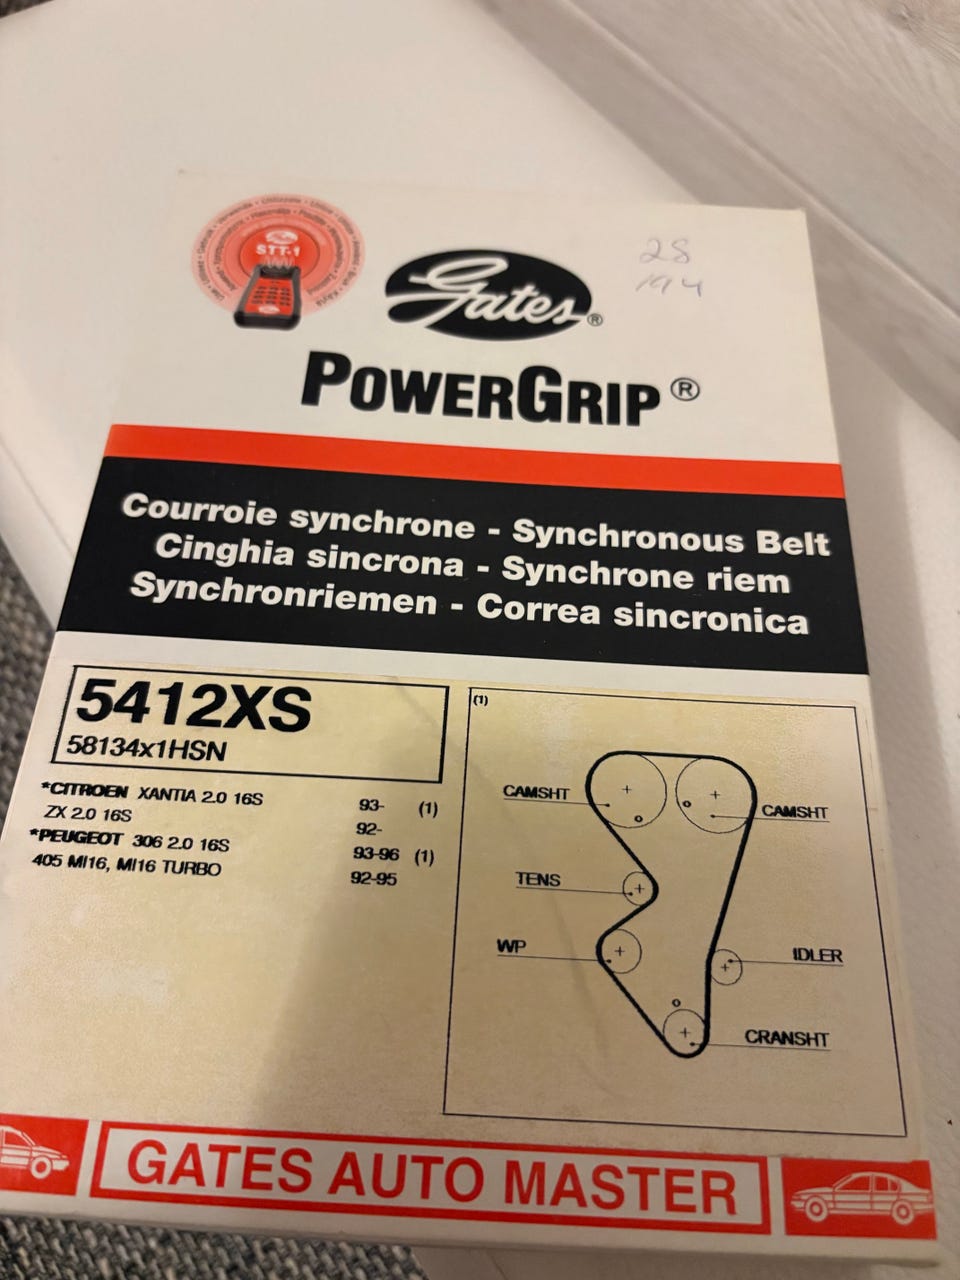 STT-1
Gates®
28
194
POWERGRIP®
Courroie synchrone - Synchronous Belt
Cinghia sincrona - Synchrone riem
Synchronriemen - Correa sincronica
5412XS
58134x1HSN
*CITROEN XANTIA 2.0 16S 93- (1)
ZX 2.0 16S 92-
*PEUGEOT 306 2.0 16S 93-96 (1)
405 MI16, MI16 TURBO 92-95
(1)
CAMSHT
CAMSHT
TENS
WP
IDLER
CRANSHT
GATES AUTO MASTER